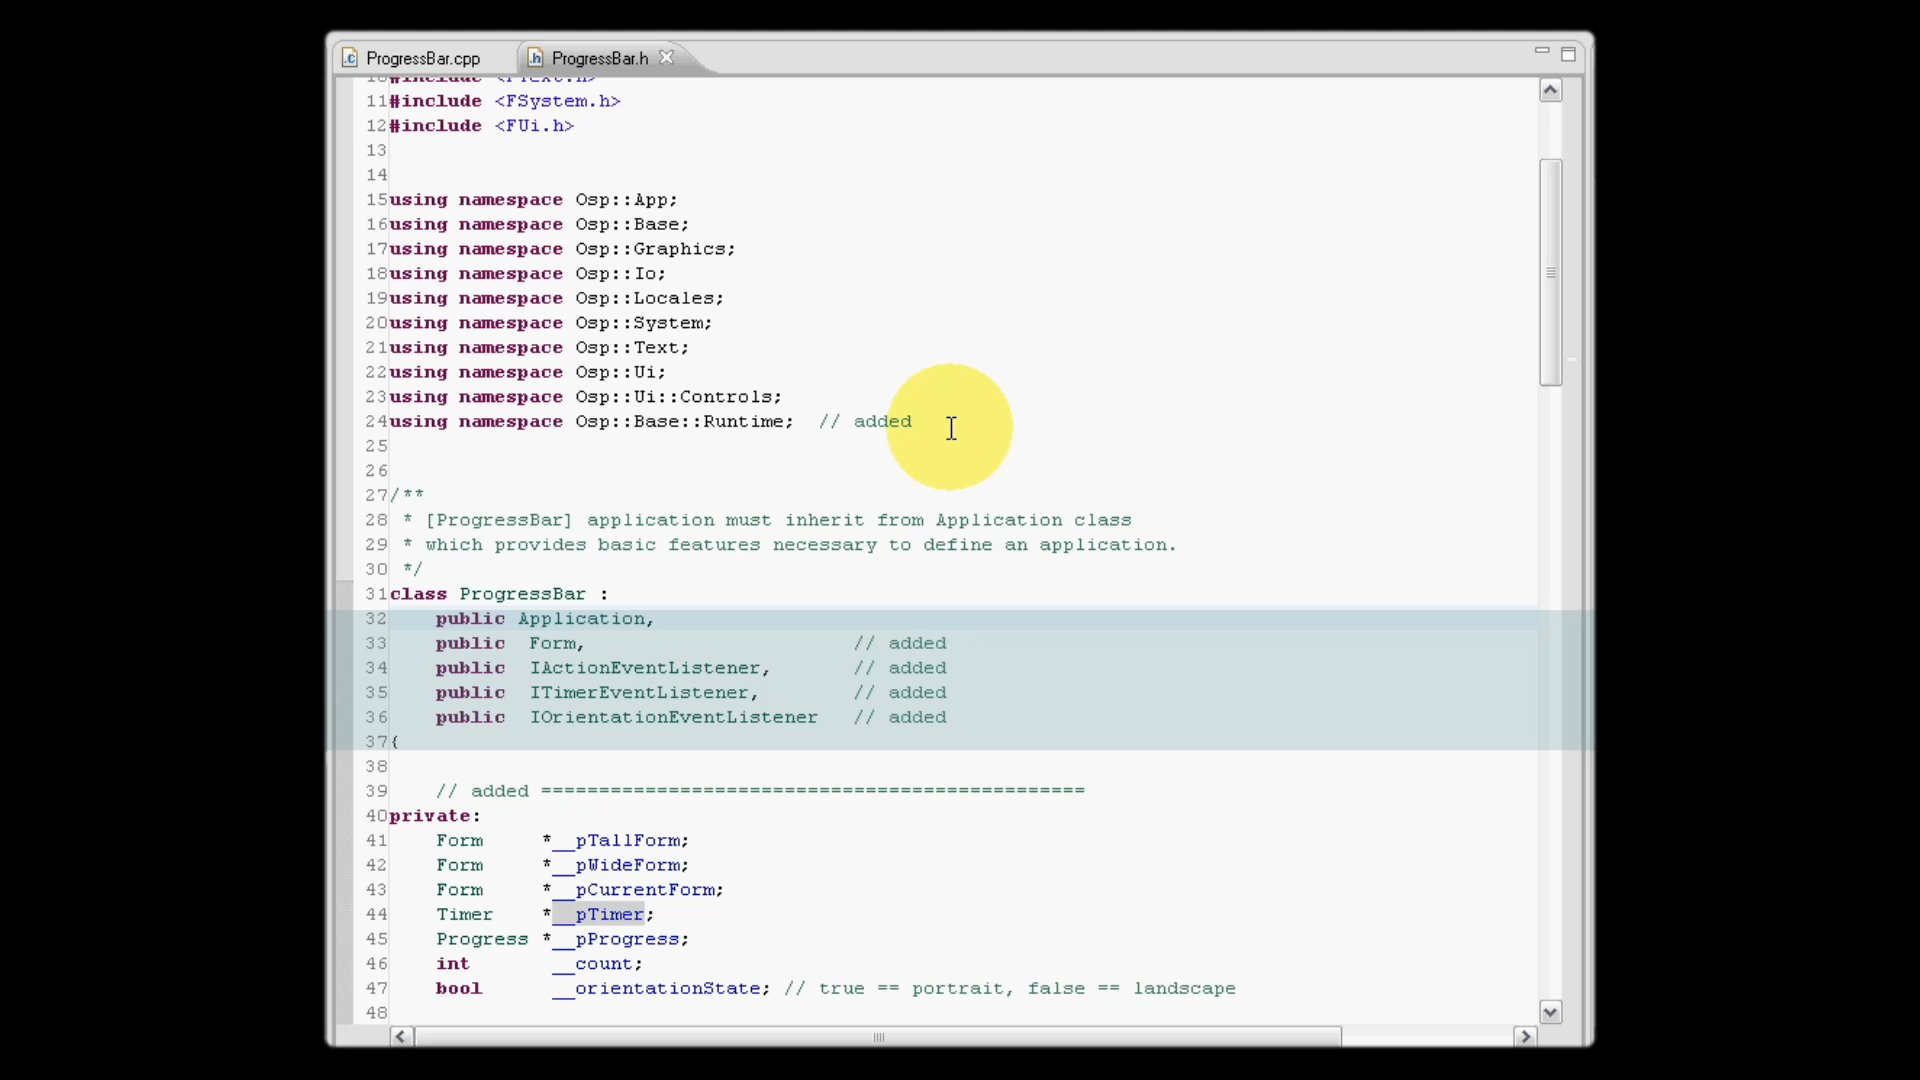 ProgressBar.cpp
ProgressBar.h
10#include <FText.h>
11#include <FSystem.h>
12#include <FUi.h>
13
14
15using namespace Osp::App;
16using namespace Osp::Base;
17using namespace Osp::Graphics;
18using namespace Osp::Io;
19using namespace Osp::Locales;
20using namespace Osp::System;
21using namespace Osp::Text;
22using namespace Osp::Ui;
23using namespace Osp::Ui::Controls;
24using namespace Osp::Base::Runtime;  // added
25
26
27/**
28 * [ProgressBar] application must inherit from Application class
29 * which provides basic features necessary to define an application.
30 */
31class ProgressBar :
32    public Application,
33    public  Form,                       // added
34    public  IActionEventListener,       // added
35    public  ITimerEventListener,        // added
36    public  IOrientationEventListener   // added
37{
38
39    // added ===============================================
40private:
41    Form     *__pTallForm;
42    Form     *__pWideForm;
43    Form     *__pCurrentForm;
44    Timer    *__pTimer;
45    Progress *__pProgress;
46    int       __count;
47    bool      __orientationState; // true == portrait, false == landscape
48